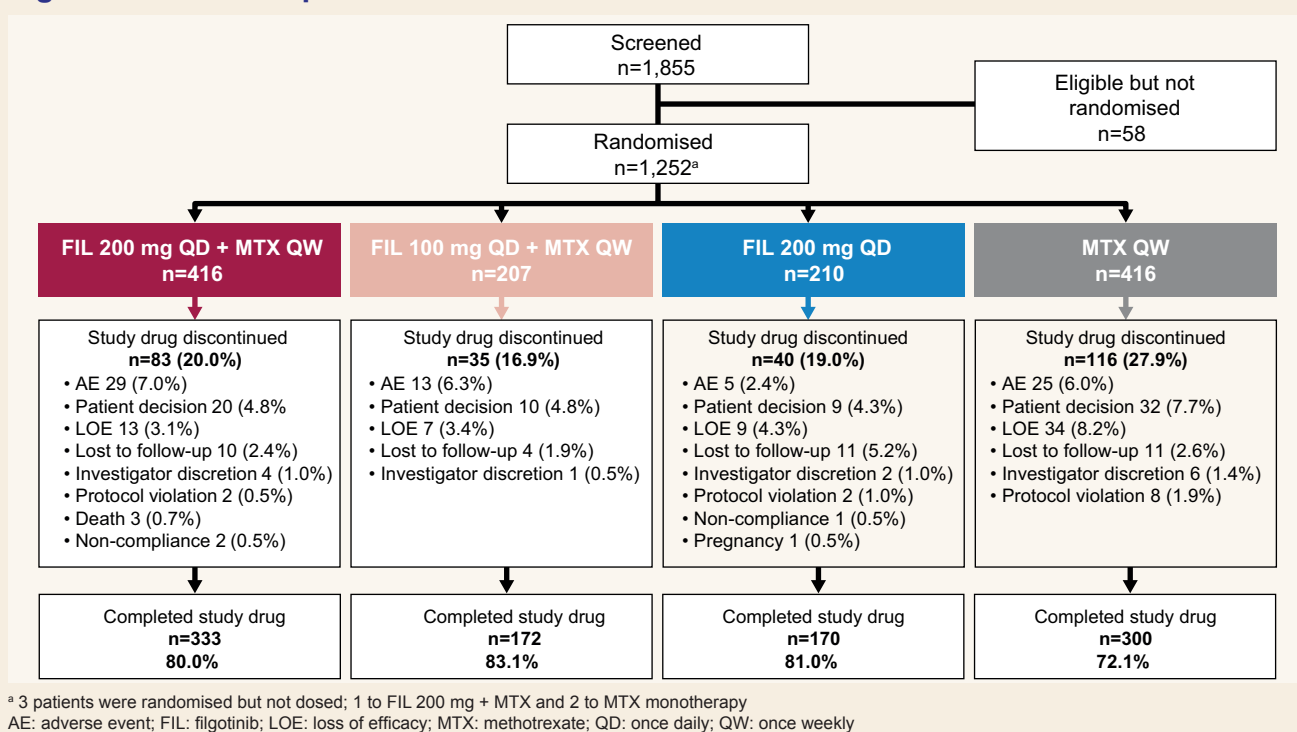 Screened
n=1,855
Eligible but not
randomised
n=58
Randomised
n=1,252ᵃ
FIL 200 mg QD + MTX QW
n=416
FIL 100 mg QD + MTX QW
n=207
FIL 200 mg QD
n=210
MTX QW
n=416
Study drug discontinued
n=83 (20.0%)
• AE 29 (7.0%)
• Patient decision 20 (4.8%
• LOE 13 (3.1%)
• Lost to follow-up 10 (2.4%)
• Investigator discretion 4 (1.0%)
• Protocol violation 2 (0.5%)
• Death 3 (0.7%)
• Non-compliance 2 (0.5%)
Study drug discontinued
n=35 (16.9%)
• AE 13 (6.3%)
• Patient decision 10 (4.8%)
• LOE 7 (3.4%)
• Lost to follow-up 4 (1.9%)
• Investigator discretion 1 (0.5%)
Study drug discontinued
n=40 (19.0%)
• AE 5 (2.4%)
• Patient decision 9 (4.3%)
• LOE 9 (4.3%)
• Lost to follow-up 11 (5.2%)
• Investigator discretion 2 (1.0%)
• Protocol violation 2 (1.0%)
• Non-compliance 1 (0.5%)
• Pregnancy 1 (0.5%)
Study drug discontinued
n=116 (27.9%)
• AE 25 (6.0%)
• Patient decision 32 (7.7%)
• LOE 34 (8.2%)
• Lost to follow-up 11 (2.6%)
• Investigator discretion 6 (1.4%)
• Protocol violation 8 (1.9%)
Completed study drug
n=333
80.0%
Completed study drug
n=172
83.1%
Completed study drug
n=170
81.0%
Completed study drug
n=300
72.1%
ᵃ 3 patients were randomised but not dosed; 1 to FIL 200 mg + MTX and 2 to MTX monotherapy
AE: adverse event; FIL: filgotinib; LOE: loss of efficacy; MTX: methotrexate; QD: once daily; QW: once weekly